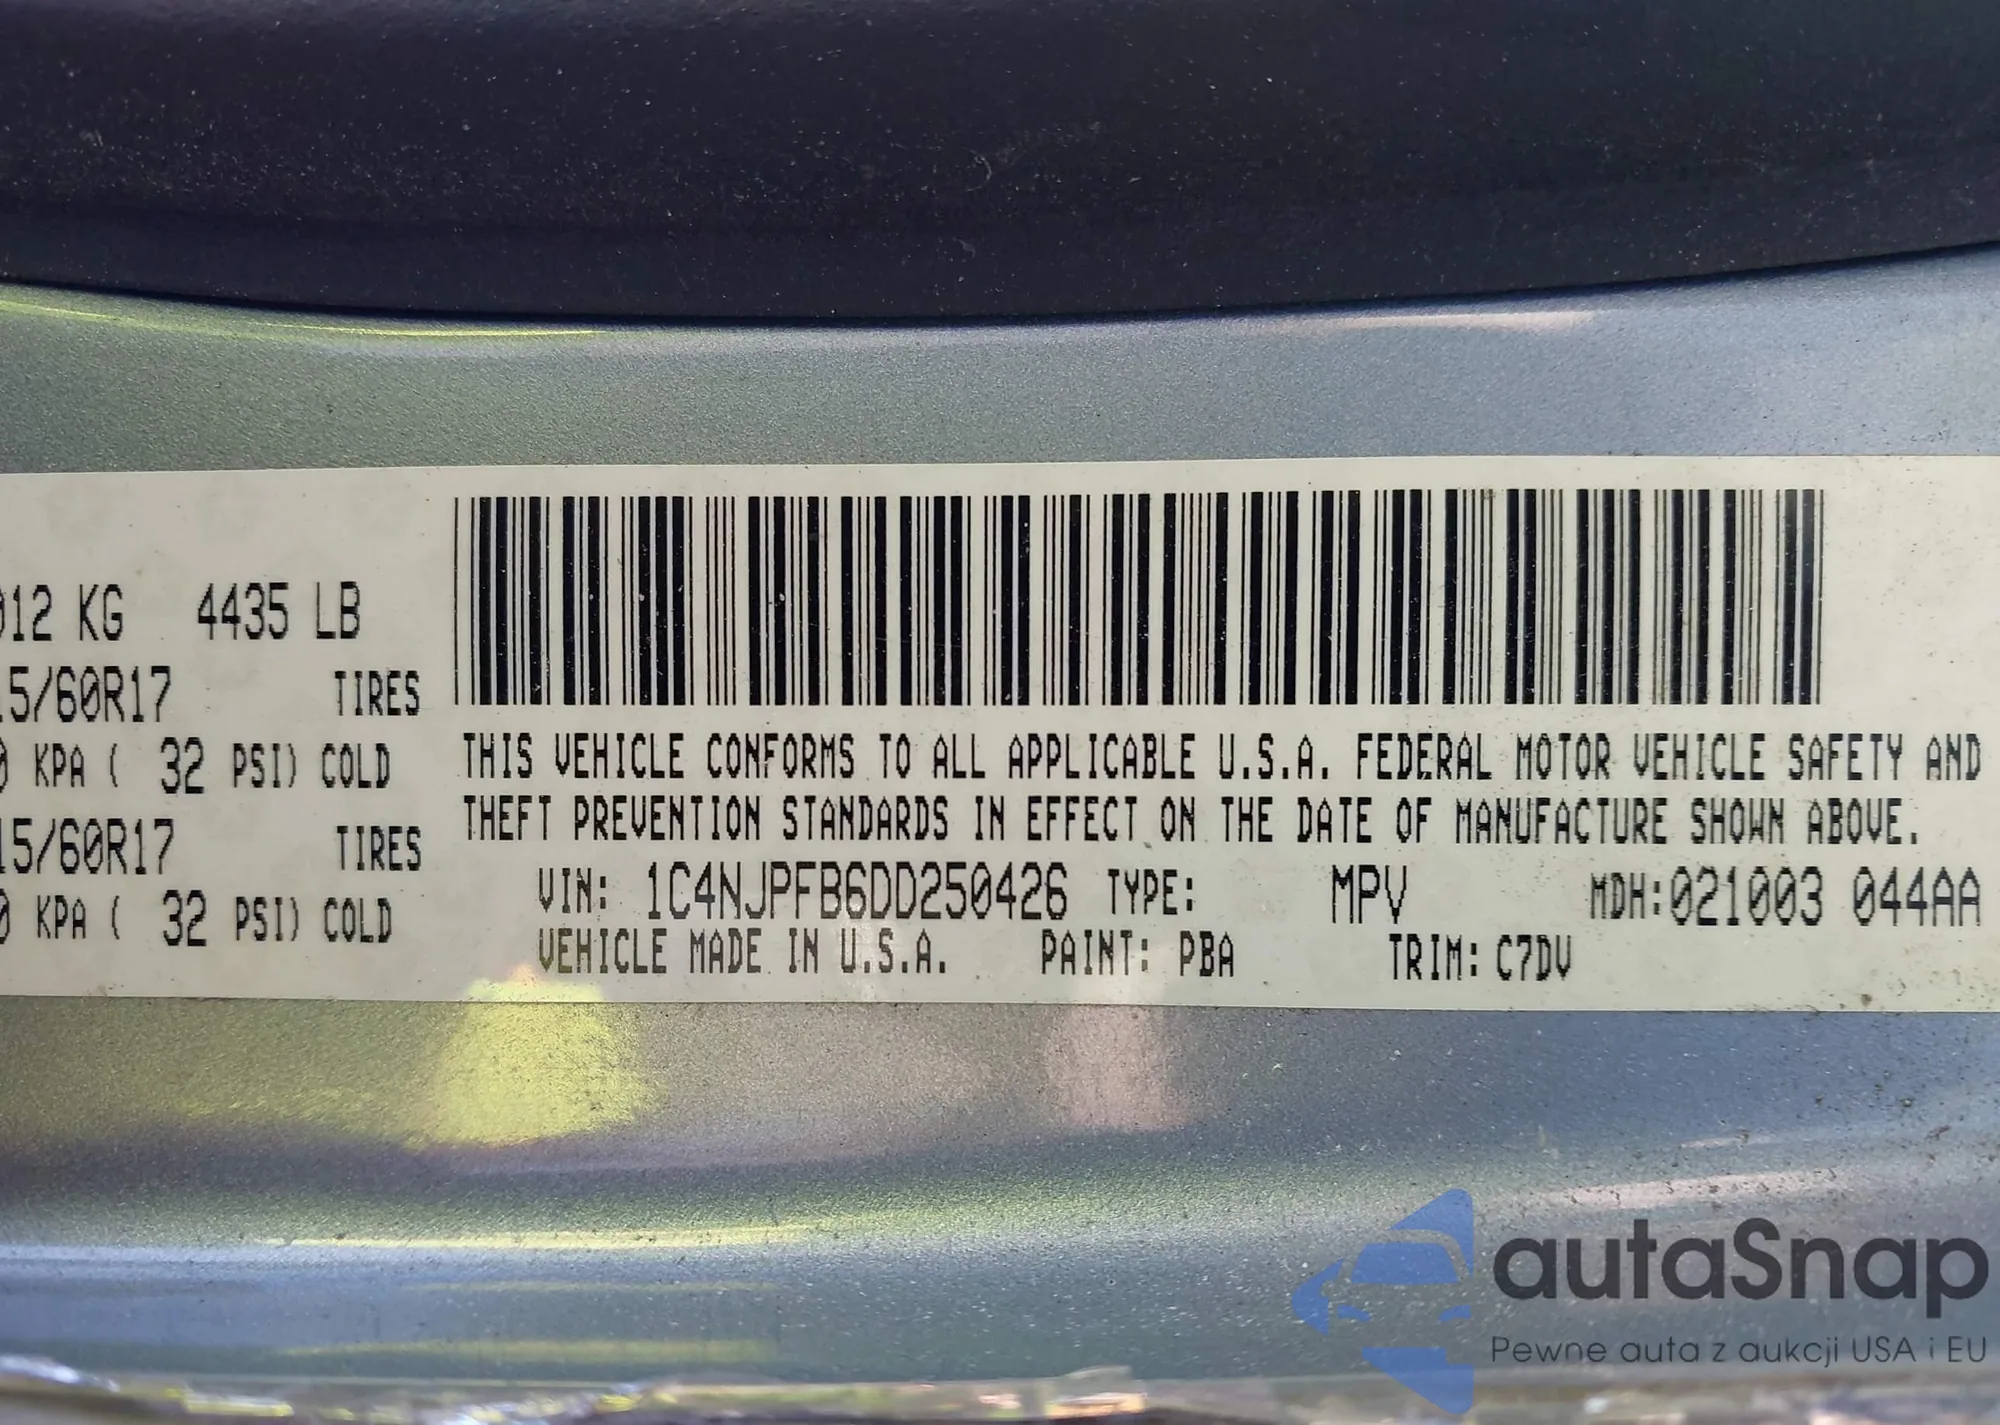 012 KG 4435 LB
15/60R17 TIRES
0 KPA ( 32 PSI) COLD
15/60R17 TIRES
0 KPA ( 32 PSI) COLD
THIS VEHICLE CONFORMS TO ALL APPLICABLE U.S.A. FEDERAL MOTOR VEHICLE SAFETY AND
THEFT PREVENTION STANDARDS IN EFFECT ON THE DATE OF MANUFACTURE SHOWN ABOVE.
VIN: 1C4NJPFB6DD250426 TYPE: MPV MDH:021003 044AA
VEHICLE MADE IN U.S.A. PAINT: PBA TRIM: C7DV
autaSnap
Pewne auta z aukcji USA i EU